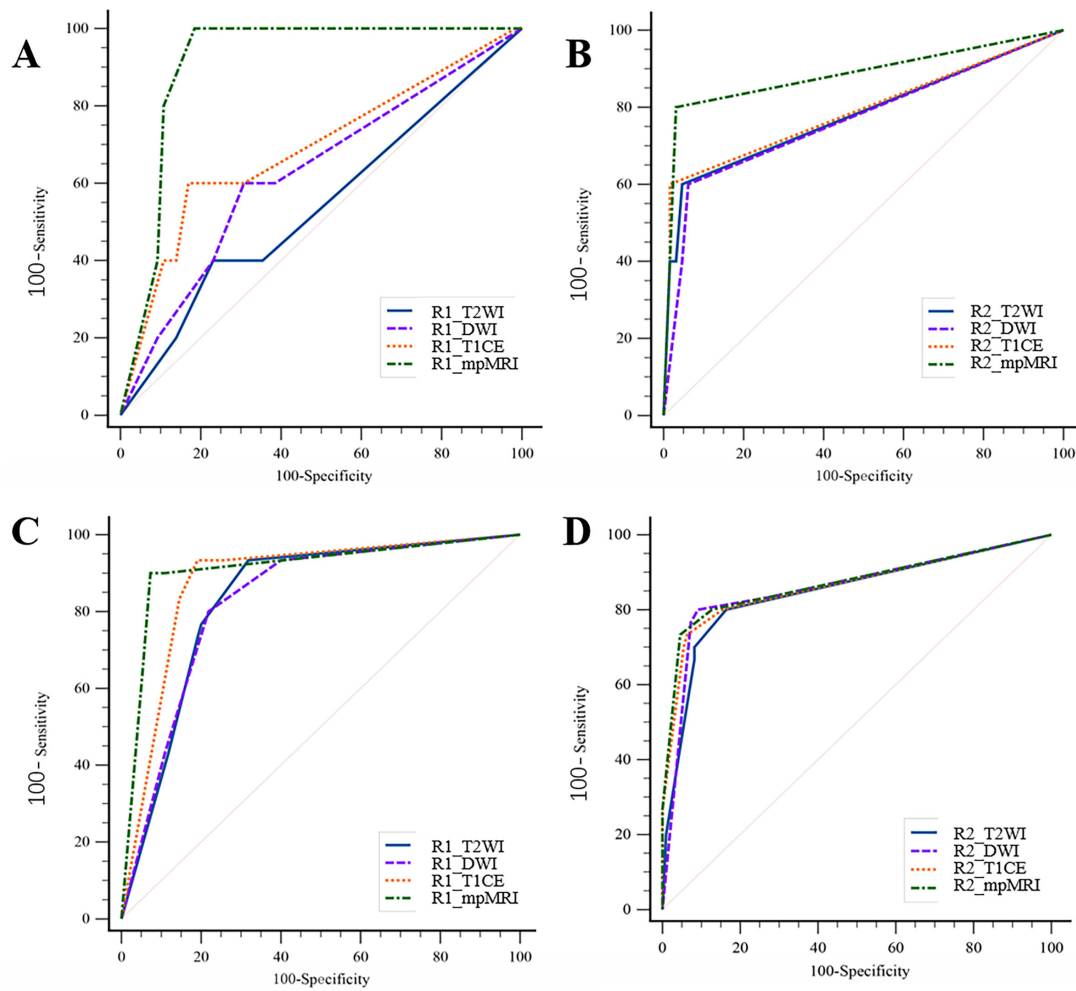 A
100
80
60
40
20
0
100-Sensitivity
R1_T2WI
R1_DWI
R1_T1CE
R1_mpMRI
0 20 40 60 80 100
100-Specificity
B
100
80
60
40
20
0
100- Sensitivity
R2_T2WI
R2_DWI
R2_T1CE
R2_mpMRI
0 20 40 60 80 100
100-Specificity
C
100
80
60
40
20
0
100- Sensitivity
R1_T2WI
R1_DWI
R1_T1CE
R1_mpMRI
0 20 40 60 80 100
100-Specificity
D
100
80
60
40
20
0
100- Sensitivity
R2_T2WI
R2_DWI
R2_T1CE
R2_mpMRI
0 20 40 60 80 100
100-Specificity